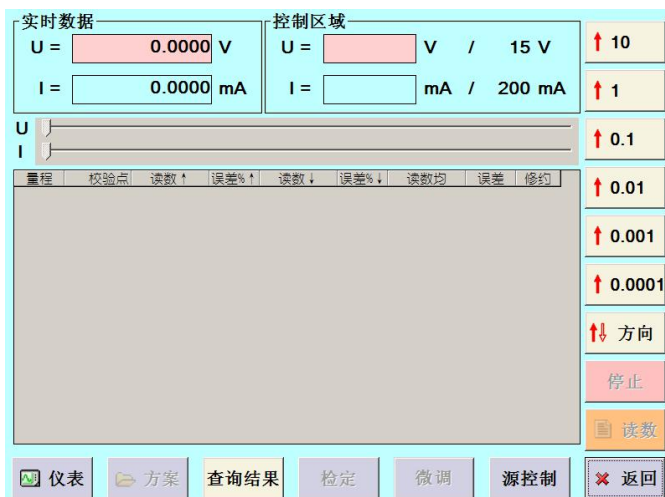 实时数据
U = 0.0000 V
I = 0.0000 mA
控制区域
U = V / 15 V
I = mA / 200 mA
U
I
量程 校验点 读数↑ 误差%↑ 读数↓ 误差%↓ 读数均 误差 修约
↑ 10
↑ 1
↑ 0.1
↑ 0.01
↑ 0.001
↑ 0.0001
方向
停止
读数
仪表 方案 查询结果 检定 微调 源控制 返回